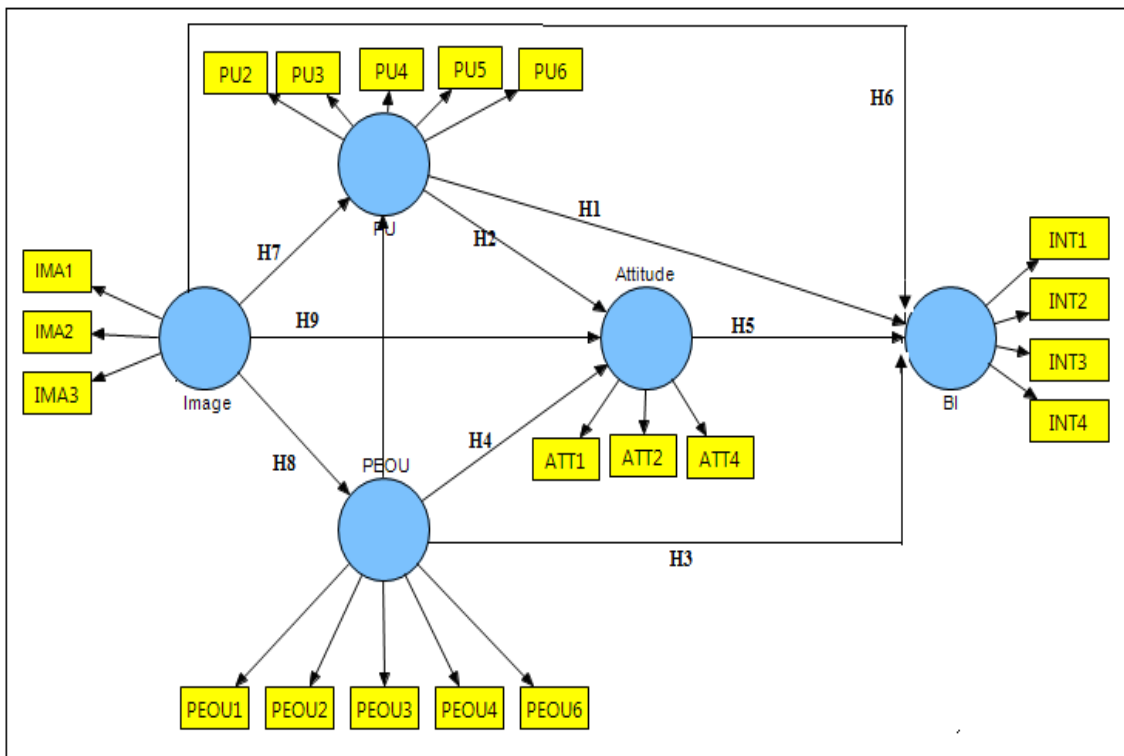 PU2
PU3
PU4
PU5
PU6
H6
PU
H1
H2
H7
IMA1
IMA2
IMA3
Image
H9
Attitude
H5
INT1
INT2
INT3
INT4
BI
H8
PEOU
H4
ATT1
ATT2
ATT4
H3
PEOU1
PEOU2
PEOU3
PEOU4
PEOU6